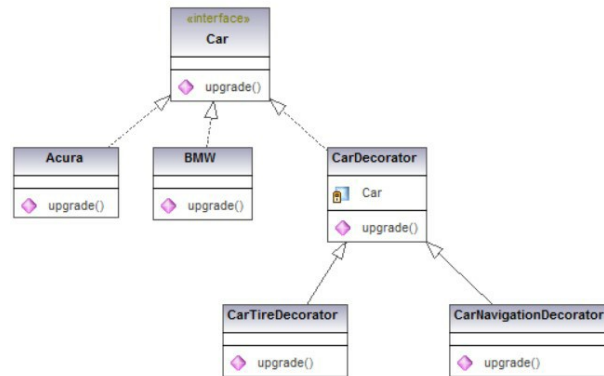 «interface»
Car
upgrade()
Acura
upgrade()
BMW
upgrade()
CarDecorator
Car
upgrade()
CarTireDecorator
upgrade()
CarNavigationDecorator
upgrade()